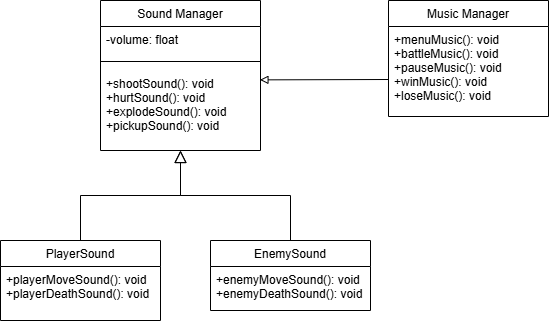 Sound Manager
-volume: float
+shootSound(): void
+hurtSound(): void
+explodeSound(): void
+pickupSound(): void
Music Manager
+menuMusic(): void
+battleMusic(): void
+pauseMusic(): void
+winMusic(): void
+loseMusic(): void
PlayerSound
+playerMoveSound(): void
+playerDeathSound(): void
EnemySound
+enemyMoveSound(): void
+enemyDeathSound(): void